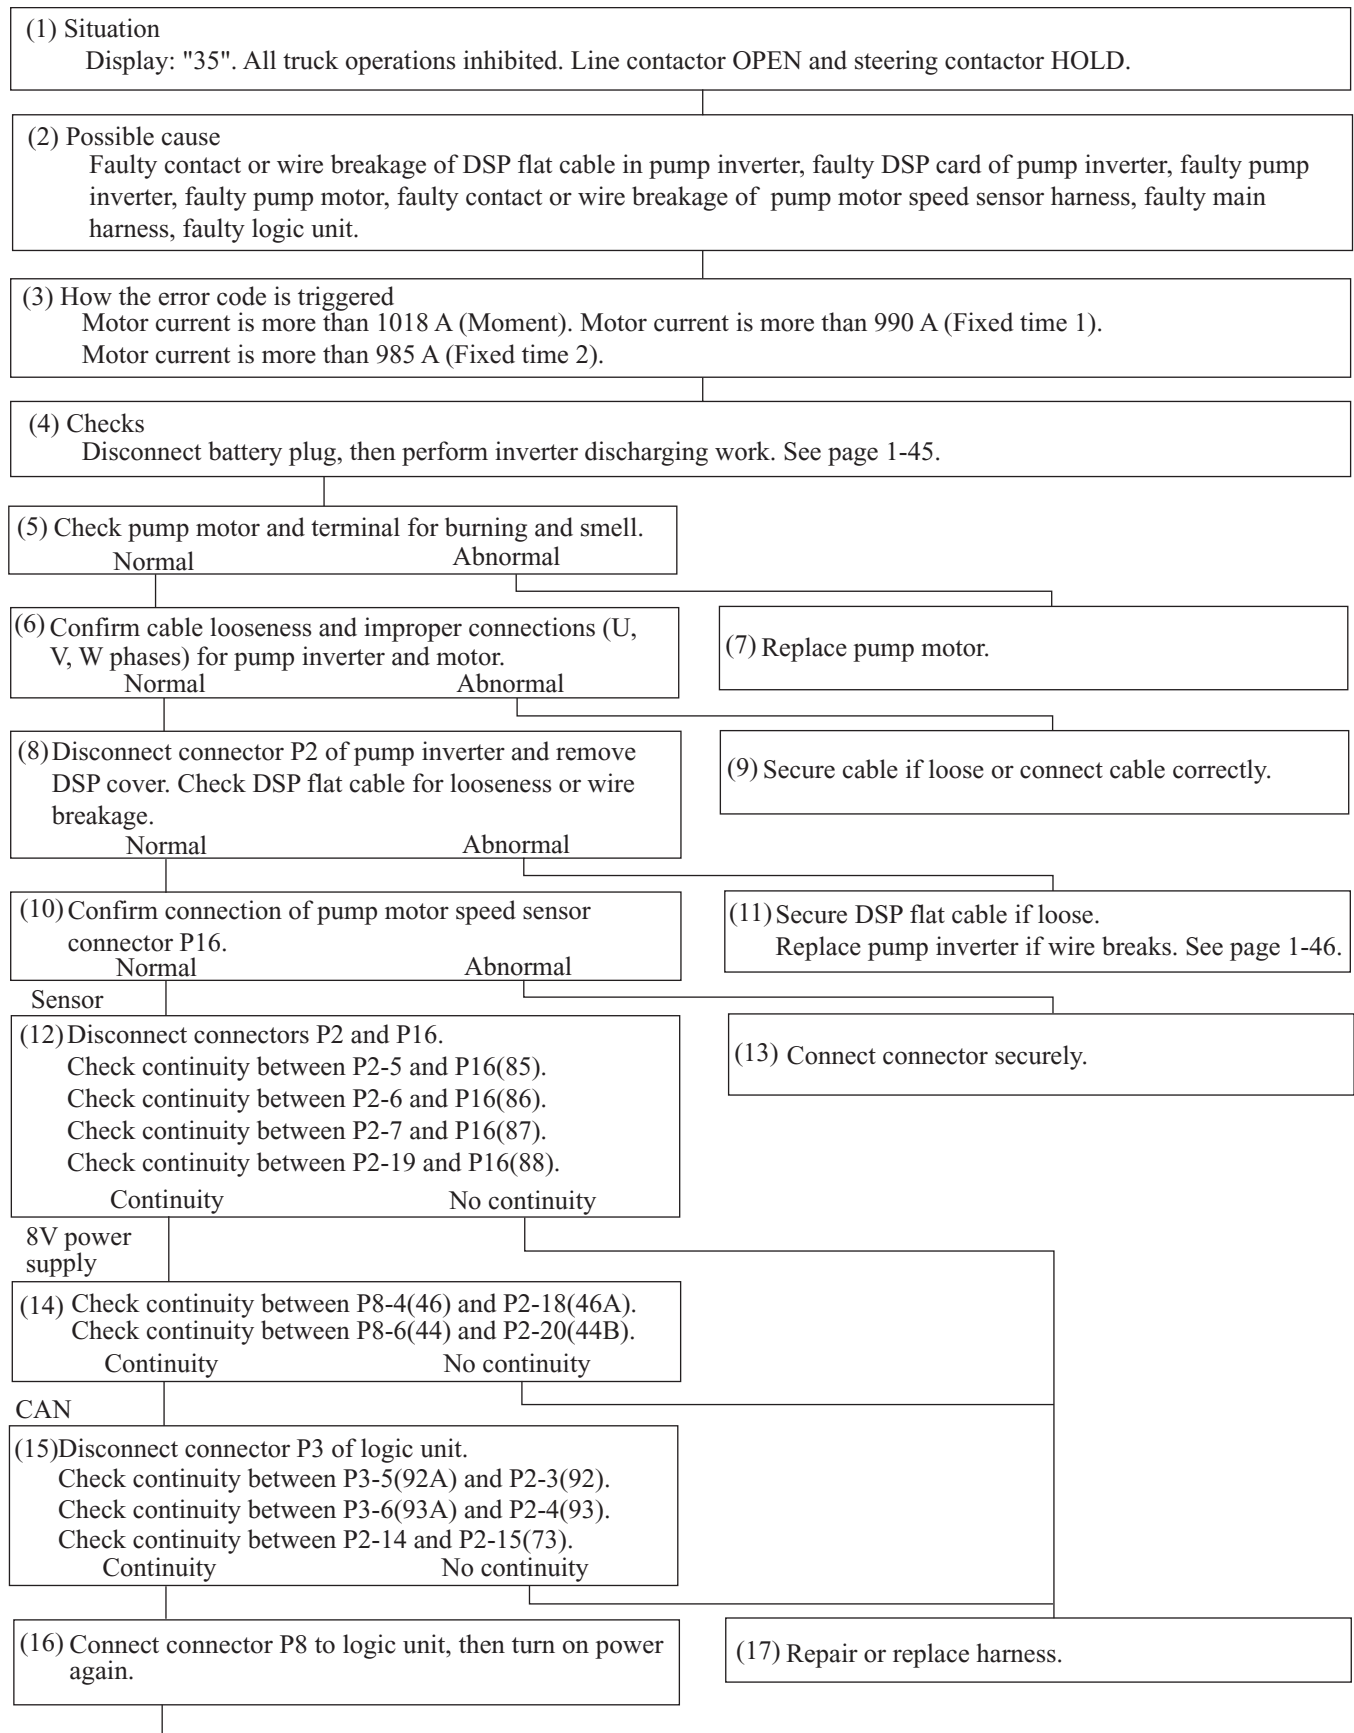 (1) Situation
Display: "35". All truck operations inhibited. Line contactor OPEN and steering contactor HOLD.
(2) Possible cause
Faulty contact or wire breakage of DSP flat cable in pump inverter, faulty DSP card of pump inverter, faulty pump
inverter, faulty pump motor, faulty contact or wire breakage of pump motor speed sensor harness, faulty main
harness, faulty logic unit.
(3) How the error code is triggered
Motor current is more than 1018 A (Moment). Motor current is more than 990 A (Fixed time 1).
Motor current is more than 985 A (Fixed time 2).
(4) Checks
Disconnect battery plug, then perform inverter discharging work. See page 1-45.
(5) Check pump motor and terminal for burning and smell.
Normal Abnormal
(6) Confirm cable looseness and improper connections (U,
V, W phases) for pump inverter and motor.
Normal Abnormal
(7) Replace pump motor.
(8) Disconnect connector P2 of pump inverter and remove
DSP cover. Check DSP flat cable for looseness or wire
breakage.
Normal Abnormal
(9) Secure cable if loose or connect cable correctly.
(10) Confirm connection of pump motor speed sensor
connector P16.
Normal Abnormal
(11) Secure DSP flat cable if loose.
Replace pump inverter if wire breaks. See page 1-46.
Sensor
(12) Disconnect connectors P2 and P16.
Check continuity between P2-5 and P16(85).
Check continuity between P2-6 and P16(86).
Check continuity between P2-7 and P16(87).
Check continuity between P2-19 and P16(88).
Continuity No continuity
(13) Connect connector securely.
8V power
supply
(14) Check continuity between P8-4(46) and P2-18(46A).
Check continuity between P8-6(44) and P2-20(44B).
Continuity No continuity
CAN
(15)Disconnect connector P3 of logic unit.
Check continuity between P3-5(92A) and P2-3(92).
Check continuity between P3-6(93A) and P2-4(93).
Check continuity between P2-14 and P2-15(73).
Continuity No continuity
(16) Connect connector P8 to logic unit, then turn on power
again.
(17) Repair or replace harness.